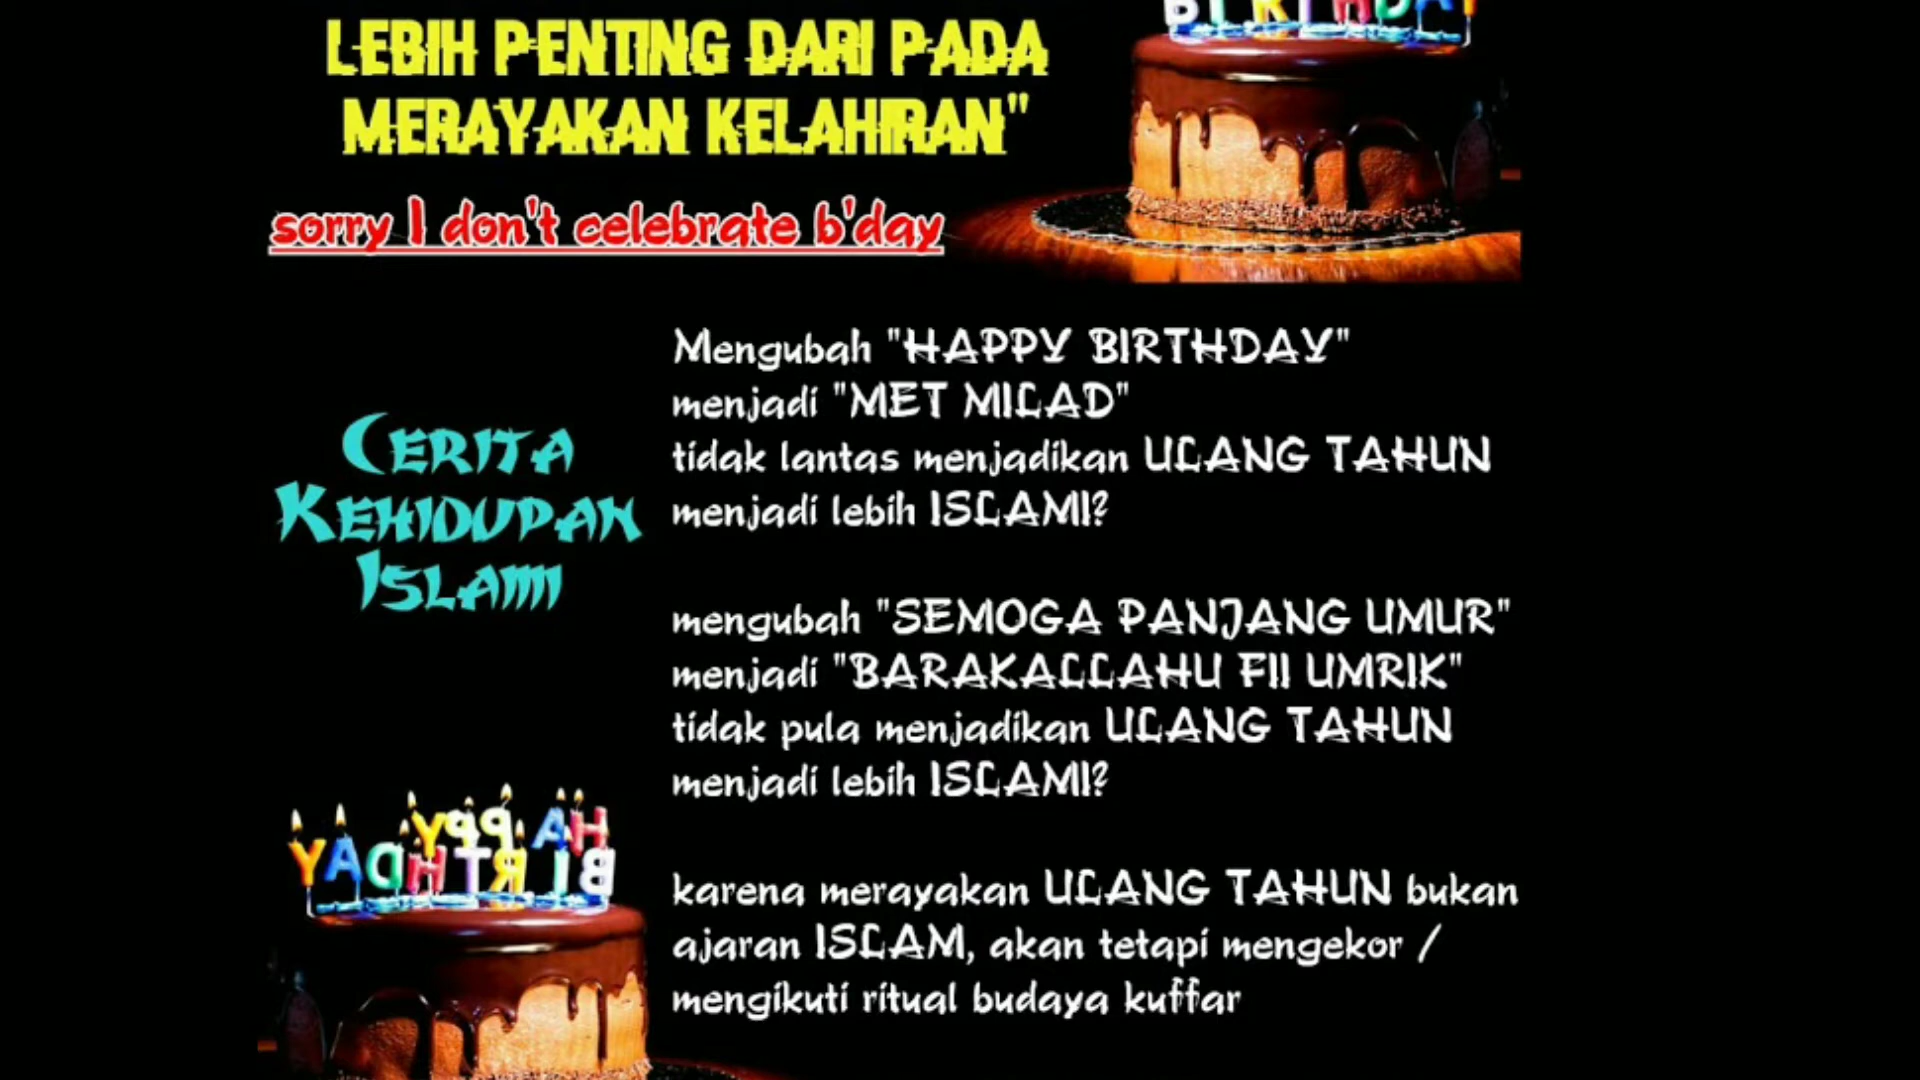 BIRTHDAY
LEBIH PENTING DARI PADA
MERAYAKAN KELAHIRAN"
sorry I don't celebrate b'day
Mengubah "HAPPY BIRTHDAY"
menjadi "MET MILAD"
tidak lantas menjadikan ULANG TAHUN
menjadi lebih ISLAMI?
CERITA
KEHIDUPAN
ISLAMI
mengubah "SEMOGA PANJANG UMUR"
menjadi "BARAKALLAHU FII UMRIK"
tidak pula menjadikan ULANG TAHUN
menjadi lebih ISLAMI?
HAPPY
BIRTHDAY
karena merayakan ULANG TAHUN bukan
ajaran ISLAM, akan tetapi mengekor /
mengikuti ritual budaya kuffar